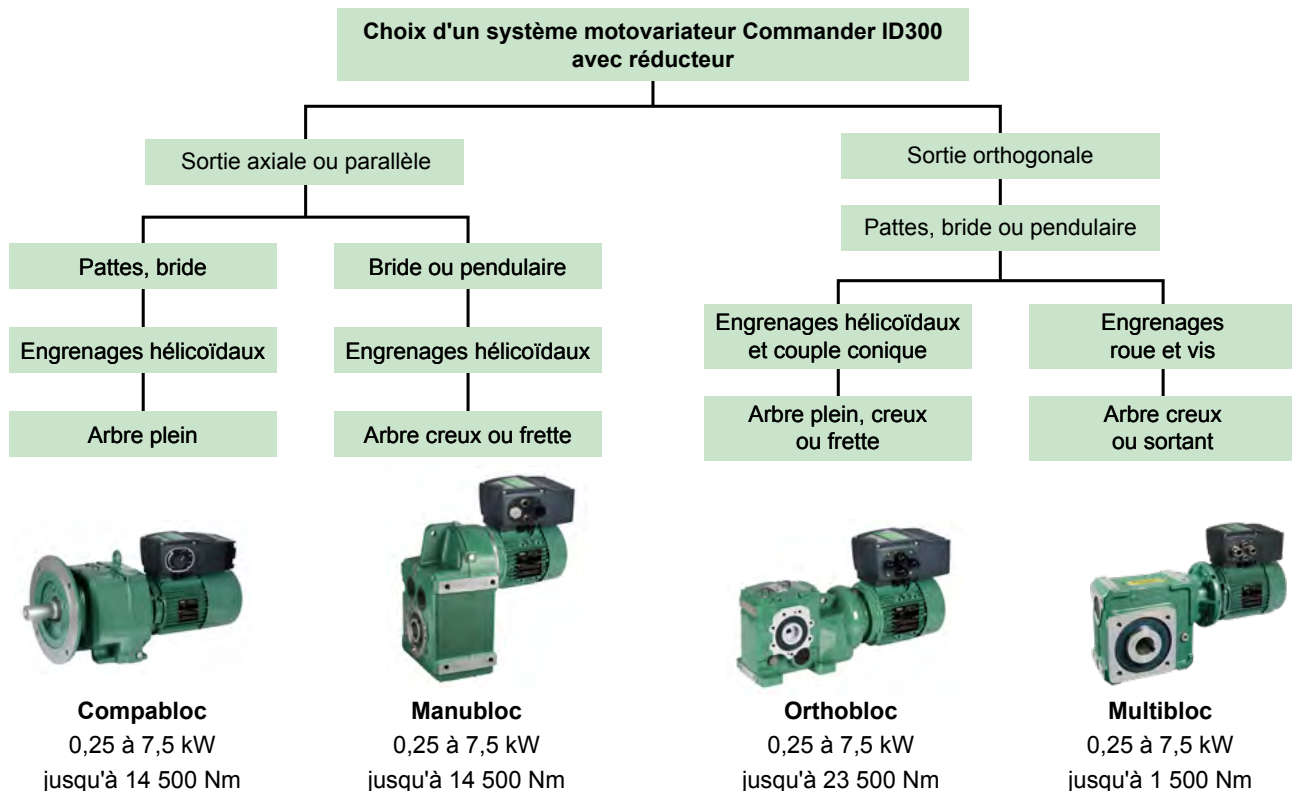 Choix d'un système motovariateur Commander ID300
avec réducteur
Sortie axiale ou parallèle
Sortie orthogonale
Pattes, bride ou pendulaire
Pattes, bride
Bride ou pendulaire
Engrenages hélicoïdaux
Engrenages hélicoïdaux
Engrenages hélicoïdaux
et couple conique
Engrenages
roue et vis
Arbre plein
Arbre creux ou frette
Arbre plein, creux
ou frette
Arbre creux
ou sortant
Compabloc
0,25 à 7,5 kW
jusqu'à 14 500 Nm
Manubloc
0,25 à 7,5 kW
jusqu'à 14 500 Nm
Orthobloc
0,25 à 7,5 kW
jusqu'à 23 500 Nm
Multibloc
0,25 à 7,5 kW
jusqu'à 1 500 Nm